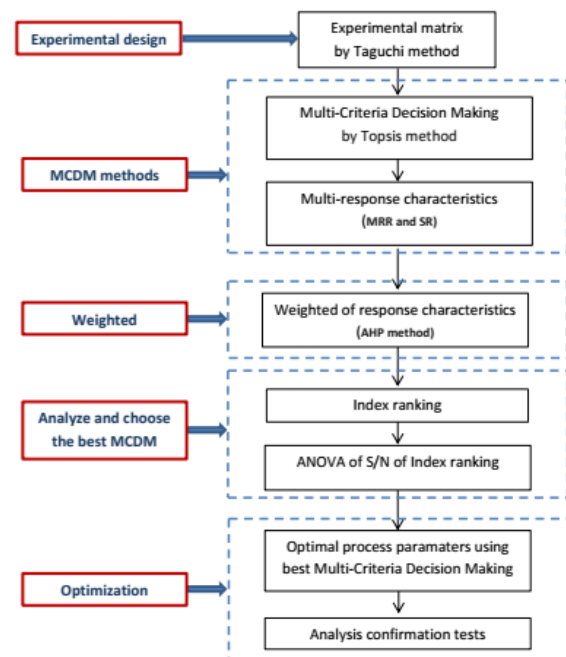 Experimental design
Experimental matrix
by Taguchi method
Multi-Criteria Decision Making
by Topsis method
MCDM methods
Multi-response characteristics
(MRR and SR)
Weighted
Weighted of response characteristics
(AHP method)
Analyze and choose
the best MCDM
Index ranking
ANOVA of S/N of Index ranking
Optimization
Optimal process paramaters using
best Multi-Criteria Decision Making
Analysis confirmation tests